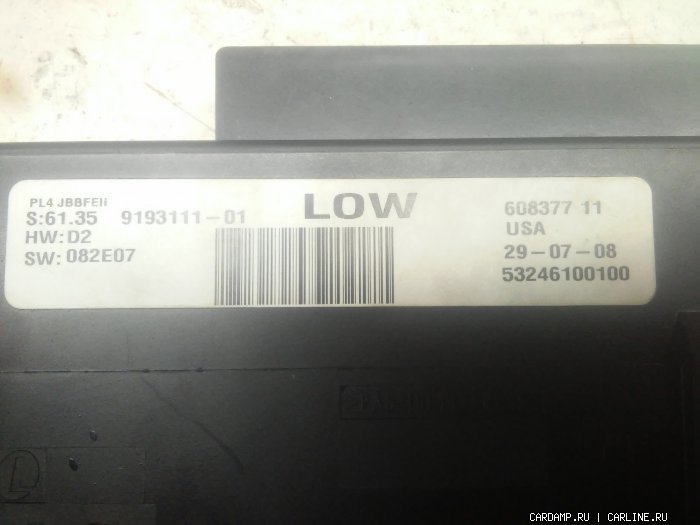 PL4 JBBFEII
S:61.35 9193111-01
HW:D2
SW: 082E07
LOW
608377 11
USA
29-07-08
53246100100
CARDAMP.RU | CARLINE.RU